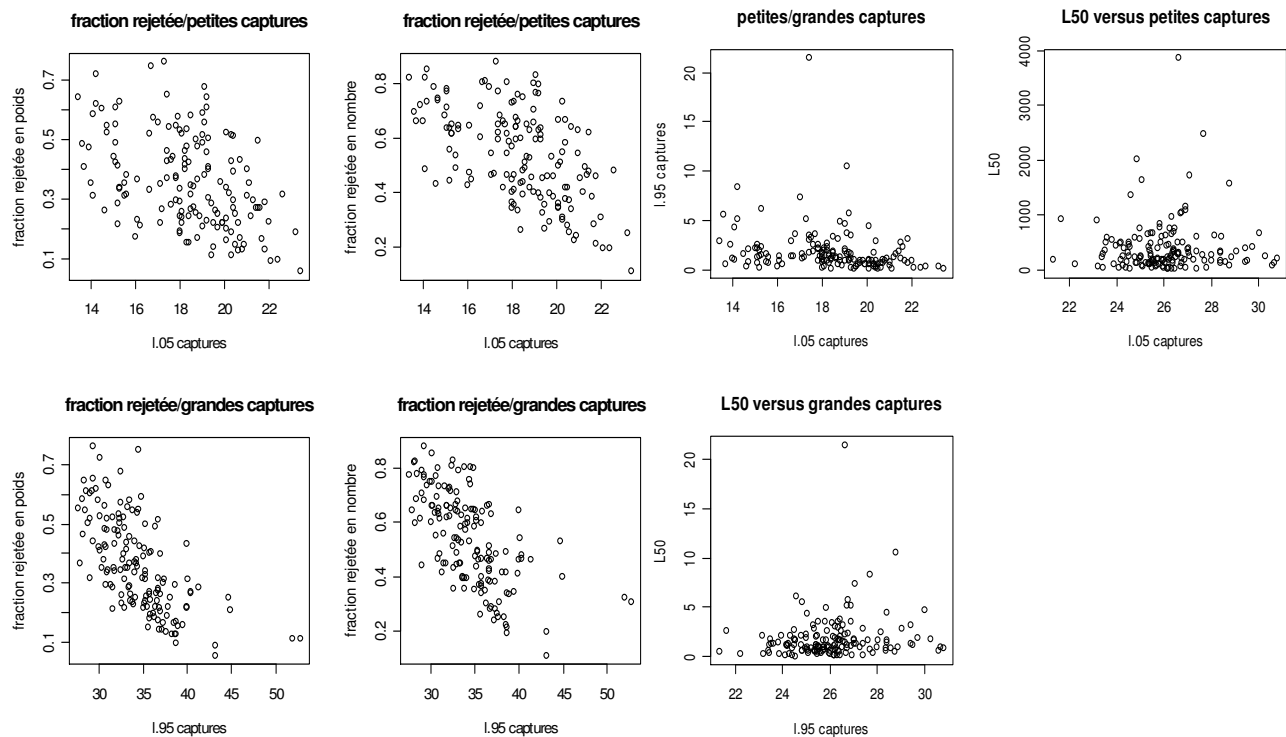 fraction rejetée/petites captures
fraction rejetée en poids
0.7
0.5
0.3
0.1
14 16 18 20 22
l.05 captures
fraction rejetée/petites captures
fraction rejetée en nombre
0.8
0.6
0.4
0.2
14 16 18 20 22
l.05 captures
petites/grandes captures
l.95 captures
20
15
10
5
0
14 16 18 20 22
l.05 captures
L50 versus petites captures
L50
4000
3000
2000
1000
0
22 24 26 28 30
l.05 captures
fraction rejetée/grandes captures
fraction rejetée en poids
0.7
0.5
0.3
0.1
30 35 40 45 50
l.95 captures
fraction rejetée/grandes captures
fraction rejetée en nombre
0.8
0.6
0.4
0.2
30 35 40 45 50
l.95 captures
L50 versus grandes captures
L50
20
15
10
5
0
22 24 26 28 30
l.95 captures